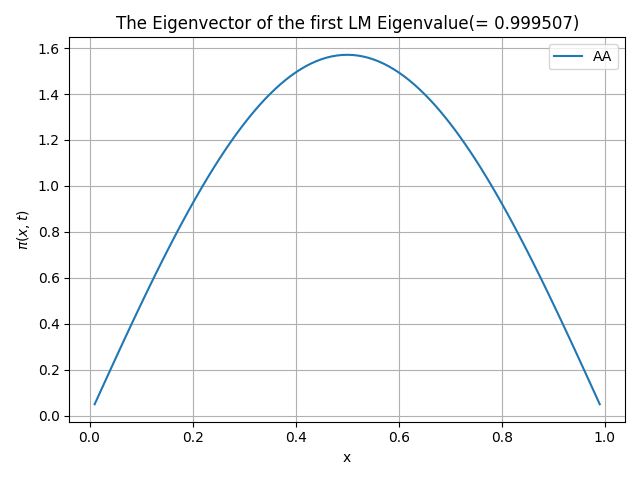 The Eigenvector of the first LM Eigenvalue(= 0.999507)
AA
π(x, t)
1.6
1.4
1.2
1.0
0.8
0.6
0.4
0.2
0.0
0.0 0.2 0.4 0.6 0.8 1.0
x